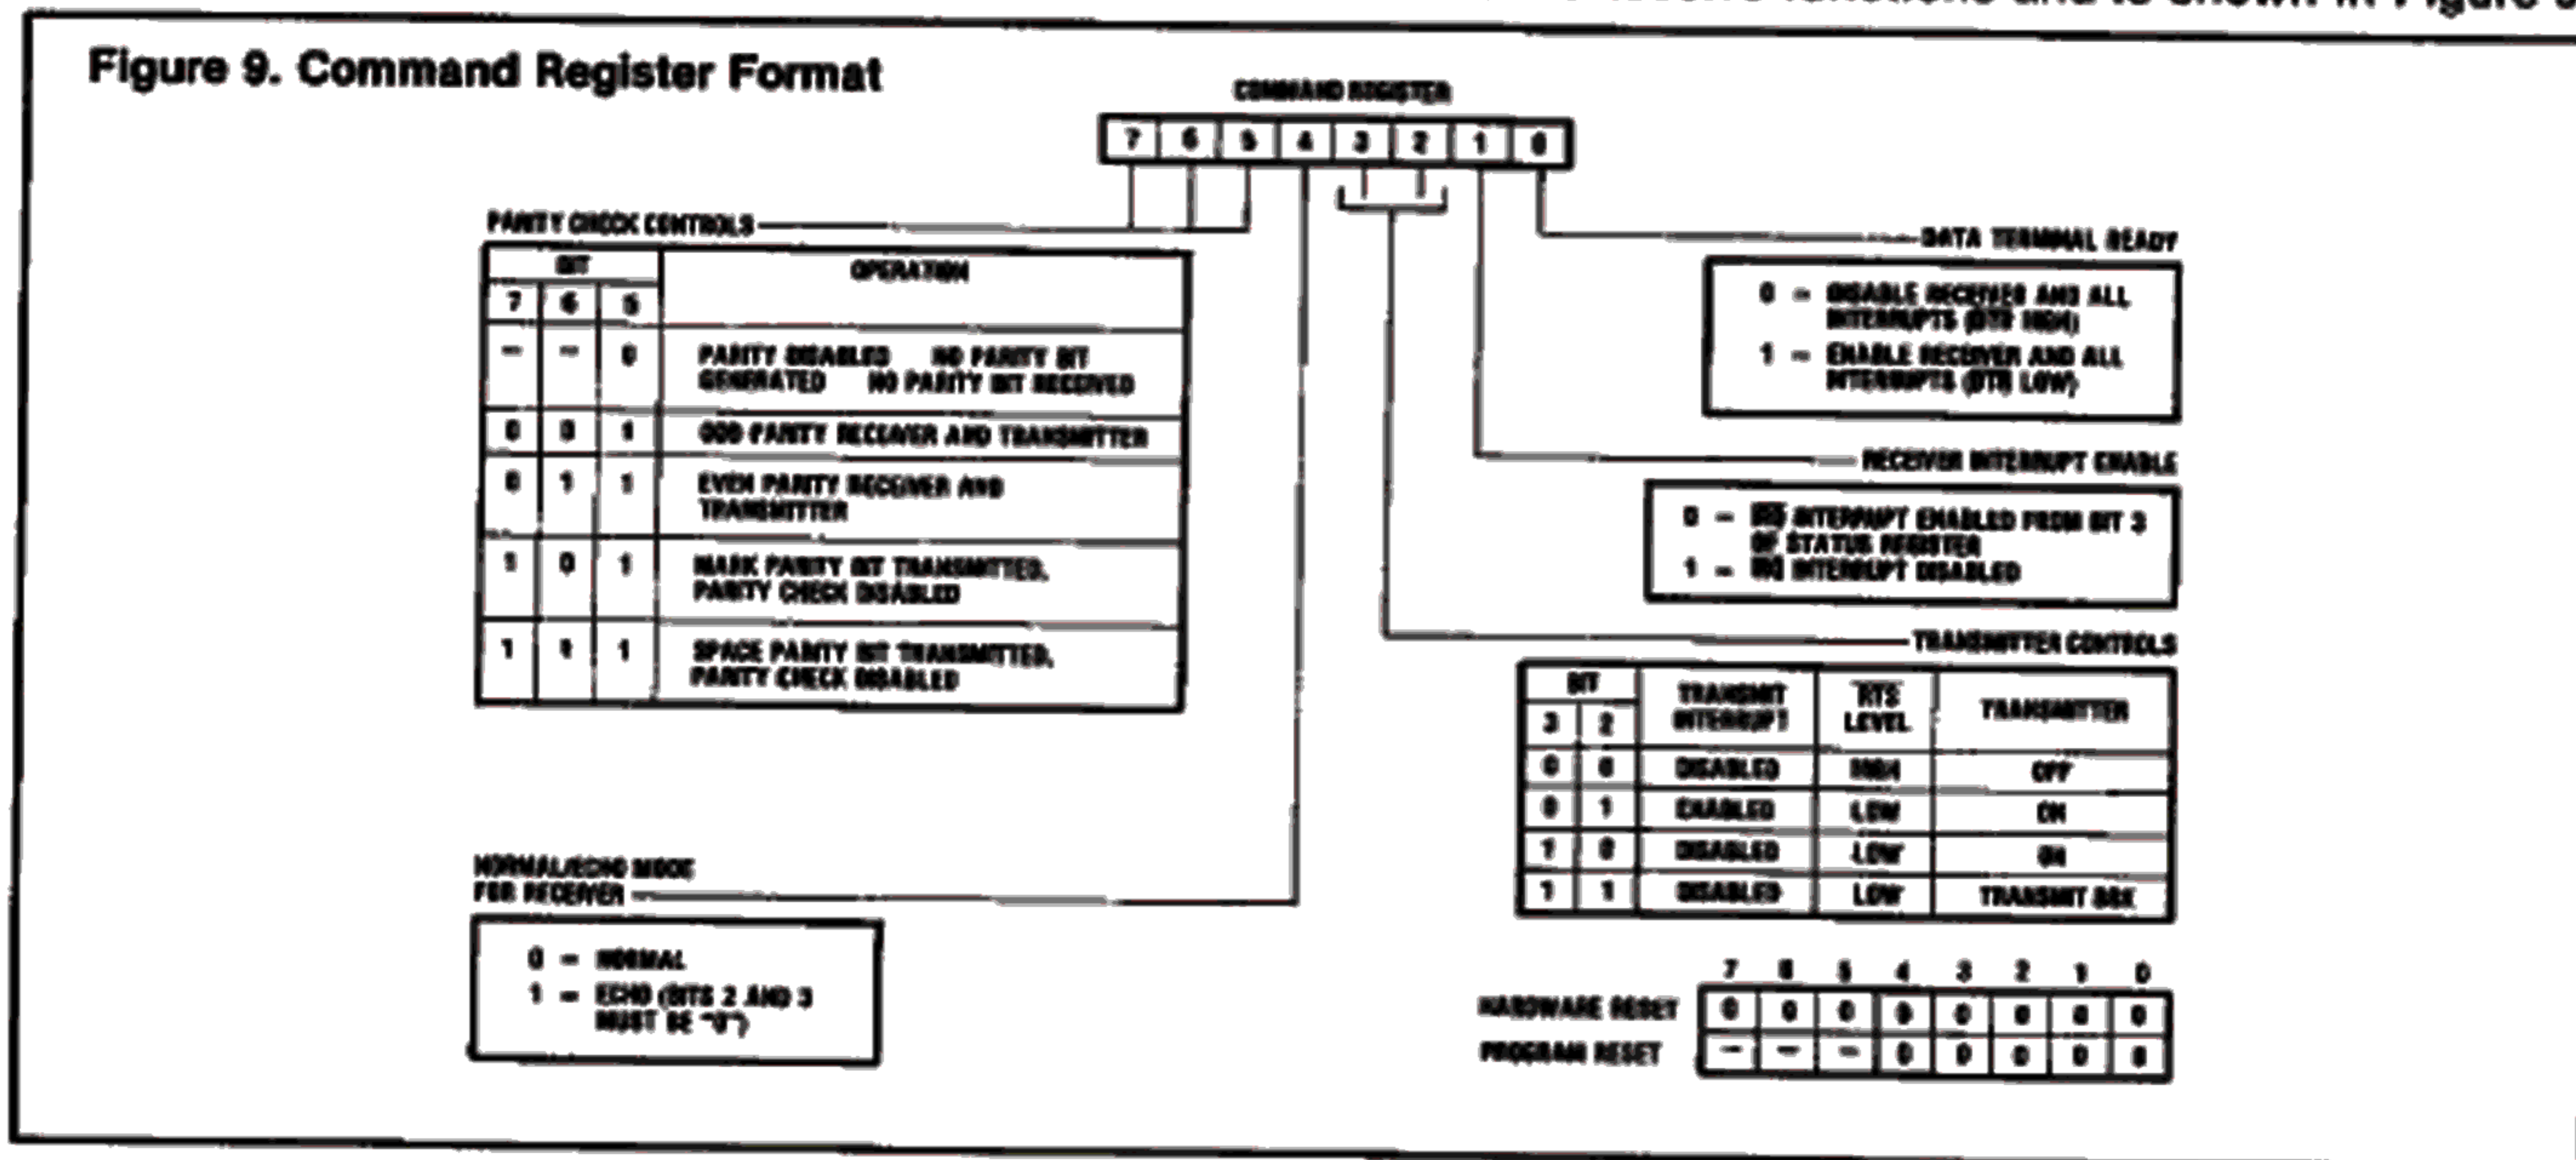 Figure 9. Command Register Format
COMMAND REGISTER
7 6 5 4 3 2 1 0
PARITY CHECK CONTROLS
BIT OPERATION
7 6 5
– – 0 PARITY DISABLED NO PARITY BIT
GENERATED NO PARITY BIT RECEIVED
0 0 1 ODD PARITY RECEIVER AND TRANSMITTER
0 1 1 EVEN PARITY RECEIVER AND
TRANSMITTER
1 0 1 MARK PARITY BIT TRANSMITTED,
PARITY CHECK DISABLED
1 1 1 SPACE PARITY BIT TRANSMITTED,
PARITY CHECK DISABLED
NORMAL/ECHO MODE
FOR RECEIVER
0 – NORMAL
1 – ECHO (BITS 2 AND 3
MUST BE "0")
DATA TERMINAL READY
0 – DISABLE RECEIVER AND ALL
INTERRUPTS (DTR HIGH)
1 – ENABLE RECEIVER AND ALL
INTERRUPTS (DTR LOW)
RECEIVER INTERRUPT ENABLE
0 – IRQ INTERRUPT ENABLED FROM BIT 3
OF STATUS REGISTER
1 – IRQ INTERRUPT DISABLED
TRANSMITTER CONTROLS
BIT TRANSMIT INTERRUPT RTS LEVEL TRANSMITTER
3 2
0 0 DISABLED HIGH OFF
0 1 ENABLED LOW ON
1 0 DISABLED LOW ON
1 1 DISABLED LOW TRANSMIT BRK
7 6 5 4 3 2 1 0
HARDWARE RESET 0 0 0 0 0 0 0 0
PROGRAM RESET – – – 0 0 0 0 0